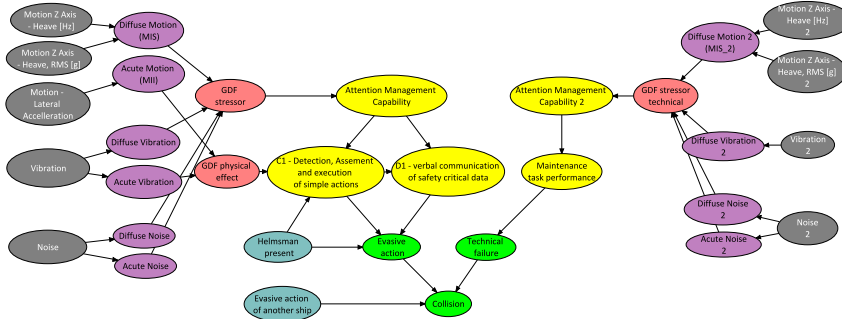 Motion Z Axis
- Heave [Hz]
Motion Z Axis
- Heave, RMS [g]
Motion -
Lateral
Accelleration
Vibration
Noise
Diffuse Motion
(MIS)
Acute Motion
(MII)
Diffuse Vibration
Acute Vibration
Diffuse Noise
Acute Noise
GDF
stressor
GDF physical
effect
Attention Management
Capability
C1 - Detection, Assement
and execution
of simple actions
D1 - verbal communication
of safety critical data
Helmsman
present
Evasive
action
Technical
failure
Evasive action
of another ship
Collision
Attention Management
Capability 2
Maintenance
task performance
GDF stressor
technical
Diffuse Motion 2
(MIS_2)
Diffuse Vibration
2
Diffuse Noise
2
Acute Noise
2
Motion Z Axis -
Heave [Hz]
2
Motion Z Axis -
Heave, RMS [g]
2
Vibration
2
Noise
2